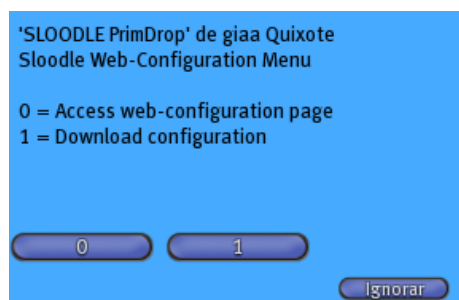 'SLOODLE PrimDrop' de giaa Quixote
Sloodle Web-Configuration Menu
0 = Access web-configuration page
1 = Download configuration
0 1
Ignorar